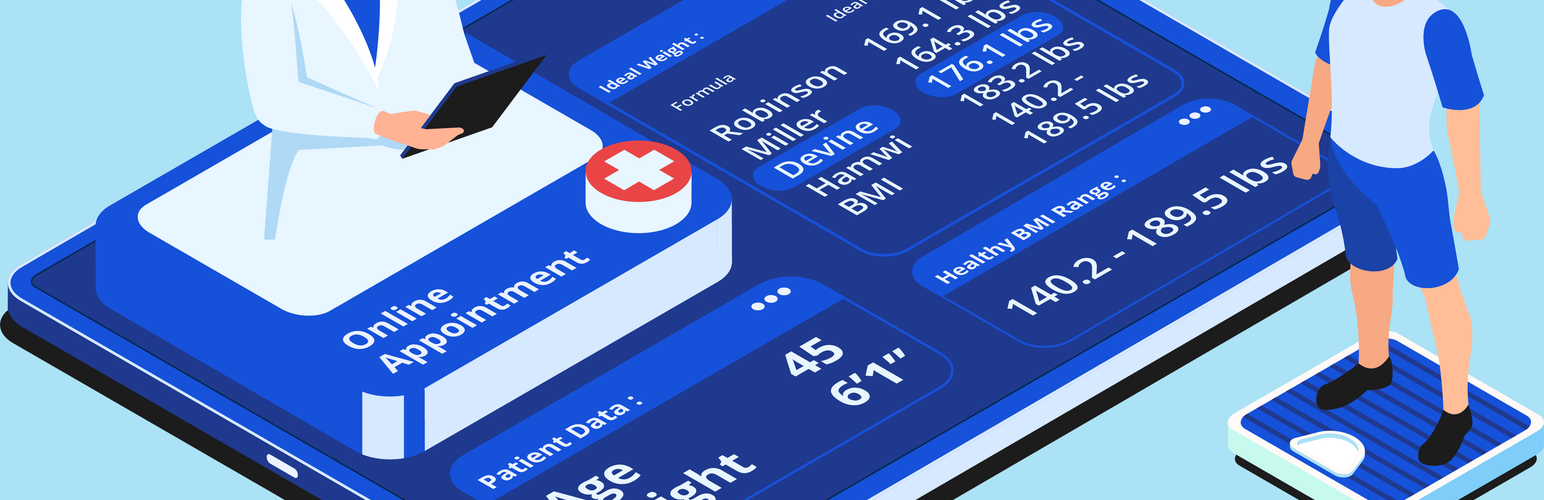 Ideal Weight :
Formula
Ideal
Robinson 169.1 lbs
Miller 164.3 lbs
Devine 176.1 lbs
Hamwi 183.2 lbs
BMI 140.2 -
189.5 lbs
Healthy BMI Range :
140.2 - 189.5 lbs
Online
Appointment
Patient Data :
Age 45
ight 6'1”